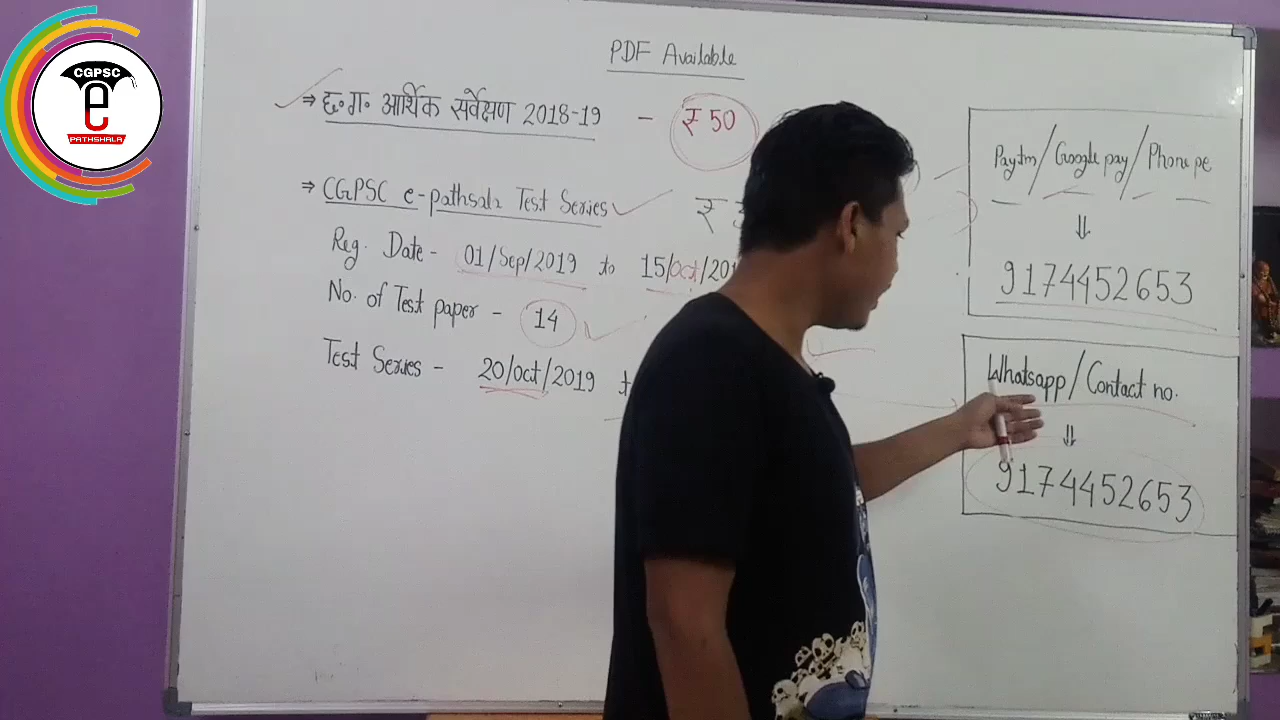 CGPSC
e
PATHSHALA
PDF Available
⇒ छ.ग. आर्थिक सर्वेक्षण 2018-19 - ₹ 50
⇒ CGPSC e-pathsala Test Series ₹
Reg. Date - 01/Sep/2019 to 15/Oct/201
No. of Test paper - 14
Test Series - 20/Oct/2019
Paytm/Google pay/Phone pe
⇓
9174452653
Whatsapp/Contact no.
⇓
9174452653